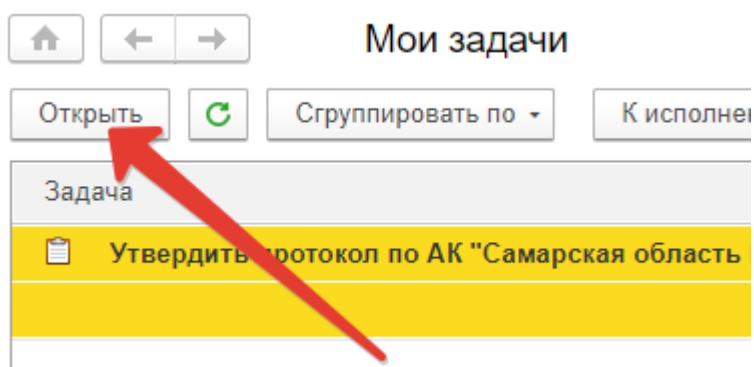 Мои задачи
Открыть Сгруппировать по К исполне
Задача
Утвердить протокол по АК "Самарская область